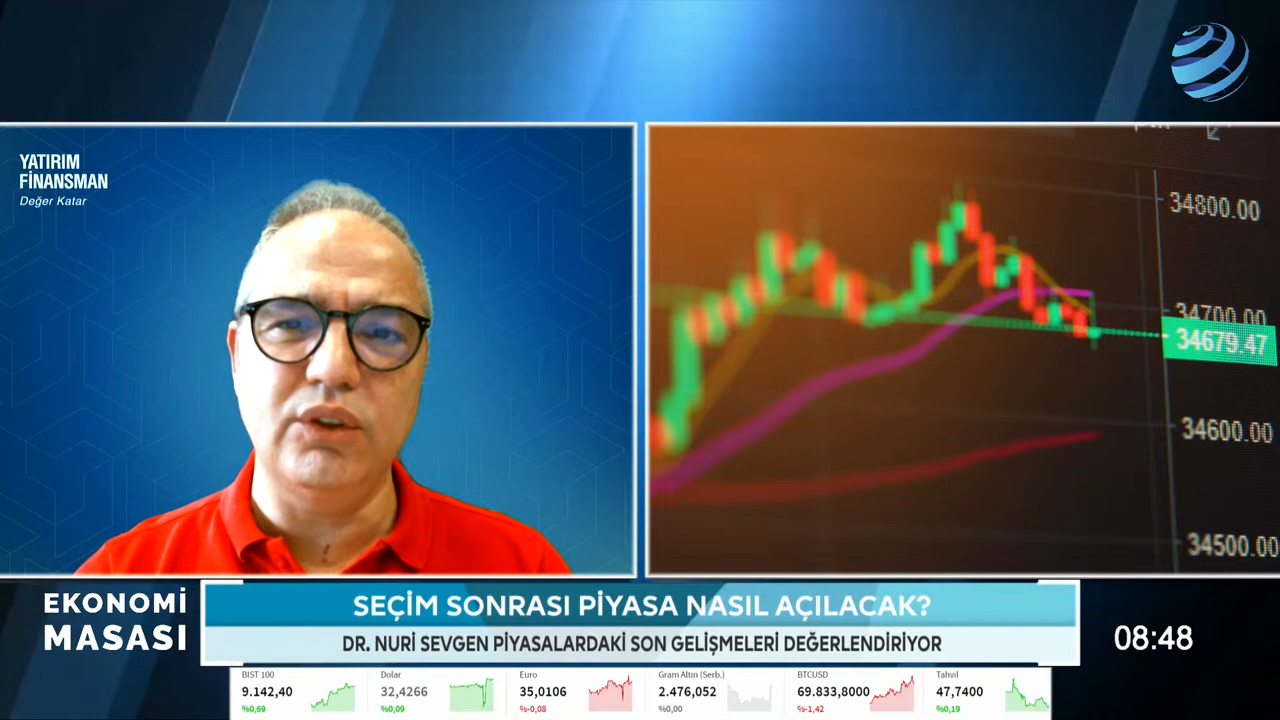 YATIRIM
FİNANSMAN
Değer Katar
34800.00
34700.00
34679.47
34600.00
34500.00
EKONOMİ
MASASI
SEÇİM SONRASI PİYASA NASIL AÇILACAK?
DR. NURİ SEVGEN PİYASALARDAKİ SON GELİŞMELERİ DEĞERLENDİRİYOR
08:48
BIST 100
9.142,40
%0,69
Dolar
32,4266
%0,09
Euro
35,0106
%-0,08
Gram Altın (Serb.)
2.476,052
%0,00
BTCUSD
69.833,8000
%-1,42
Tahvil
47,7400
%0,19